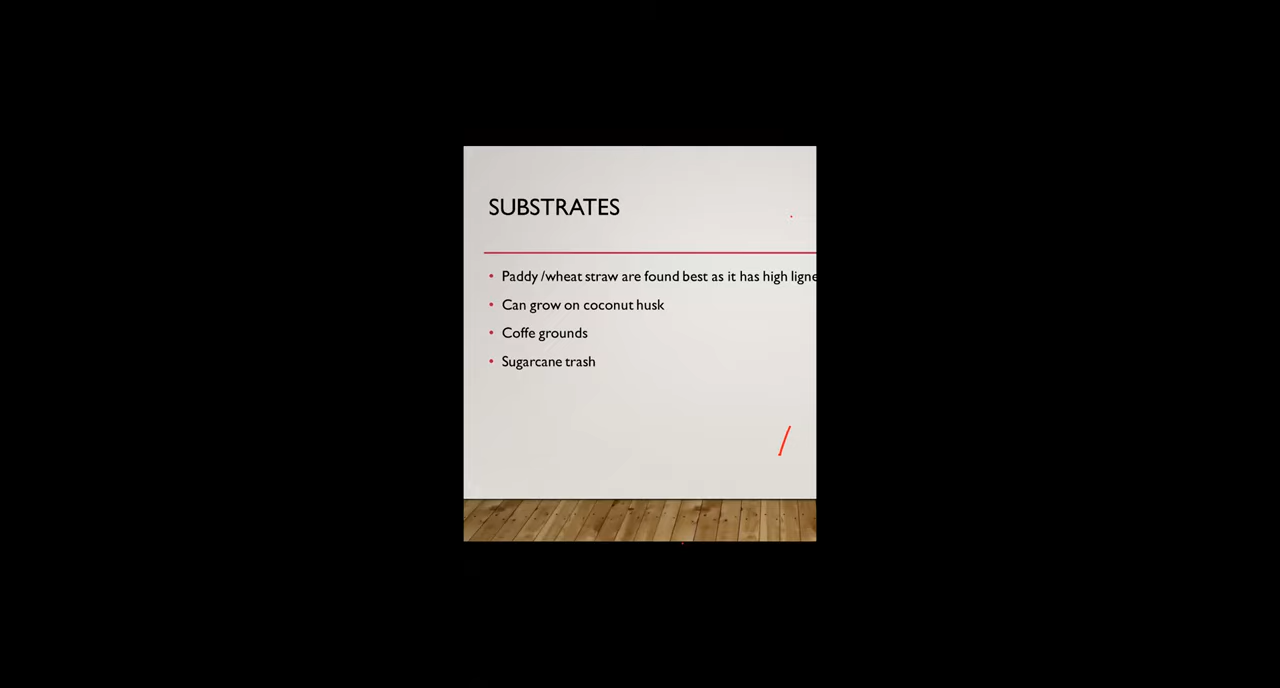 SUBSTRATES
• Paddy /wheat straw are found best as it has high ligne
• Can grow on coconut husk
• Coffe grounds
• Sugarcane trash